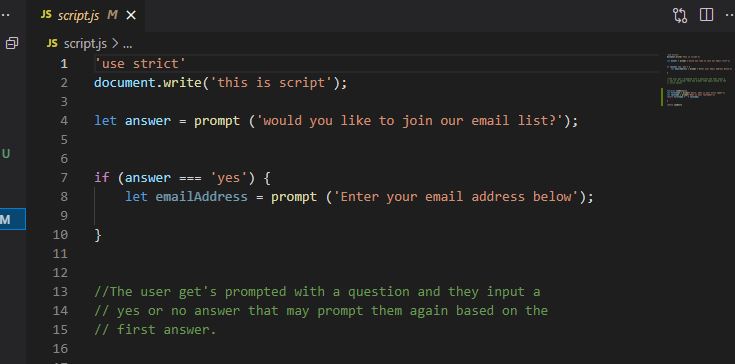 JS script.js M ×
JS script.js > ...
1 'use strict'
2 document.write('this is script');
3
4 let answer = prompt ('would you like to join our email list?');
5
6
7 if (answer === 'yes') {
8 let emailAddress = prompt ('Enter your email address below');
9
10 }
11
12
13 //The user get's prompted with a question and they input a
14 // yes or no answer that may prompt them again based on the
15 // first answer.
16
U
M